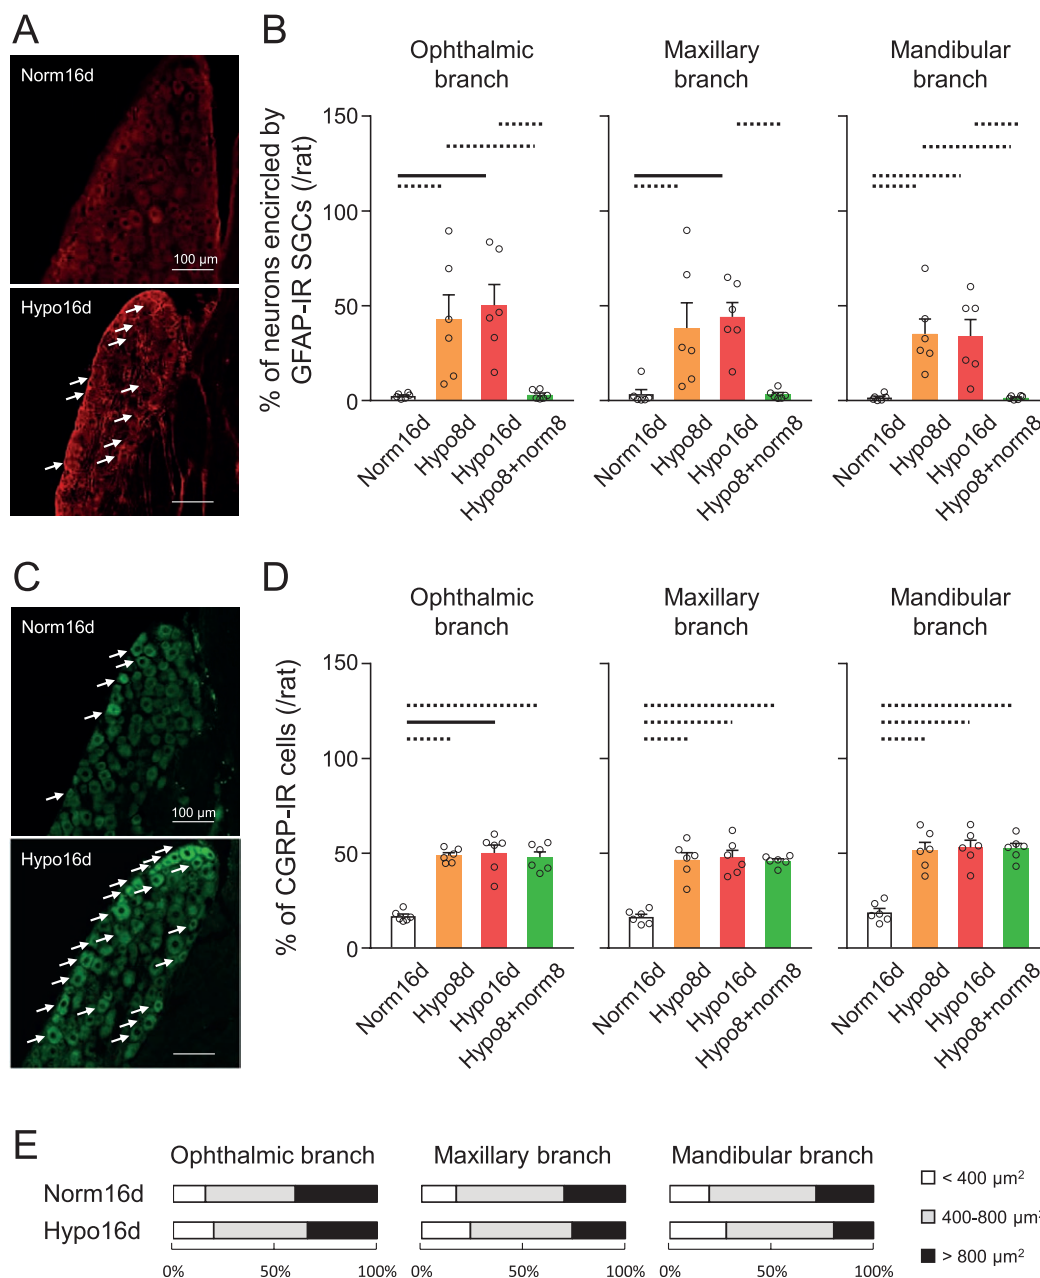 A
Norm16d
100 µm
Hypo16d
B
Ophthalmic
branch
Maxillary
branch
Mandibular
branch
% of neurons encircled by
GFAP-IR SGCs (/rat)
150
100
50
0
Norm16d
Hypo8d
Hypo16d
Hypo8+norm8
Norm16d
Hypo8d
Hypo16d
Hypo8+norm8
Norm16d
Hypo8d
Hypo16d
Hypo8+norm8
C
Norm16d
100 µm
Hypo16d
D
Ophthalmic
branch
Maxillary
branch
Mandibular
branch
% of CGRP-IR cells (/rat)
150
100
50
0
Norm16d
Hypo8d
Hypo16d
Hypo8+norm8
Norm16d
Hypo8d
Hypo16d
Hypo8+norm8
Norm16d
Hypo8d
Hypo16d
Hypo8+norm8
E
Ophthalmic branch
Maxillary branch
Mandibular branch
Norm16d
Hypo16d
0% 50% 100%
0% 50% 100%
0% 50% 100%
< 400 µm²
400-800 µm²
> 800 µm²